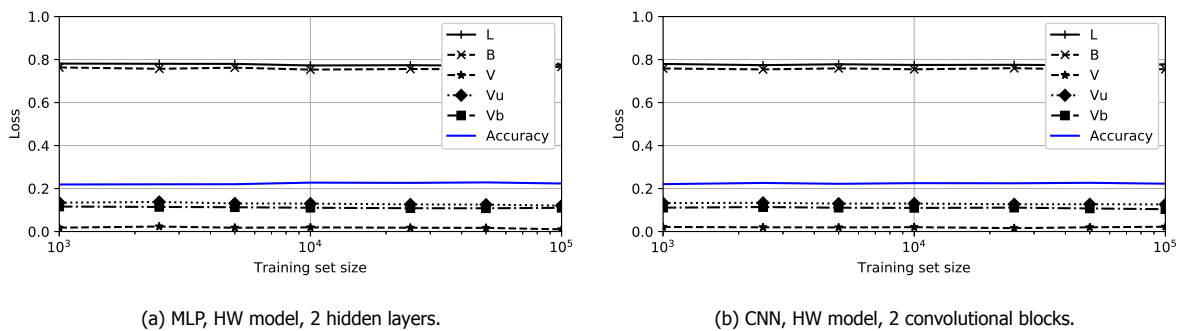 1.0
0.8
0.6
0.4
0.2
0.0
Loss
10³
10⁴
10⁵
Training set size
L
B
V
Vu
Vb
Accuracy
(a) MLP, HW model, 2 hidden layers.
1.0
0.8
0.6
0.4
0.2
0.0
Loss
10³
10⁴
10⁵
Training set size
L
B
V
Vu
Vb
Accuracy
(b) CNN, HW model, 2 convolutional blocks.